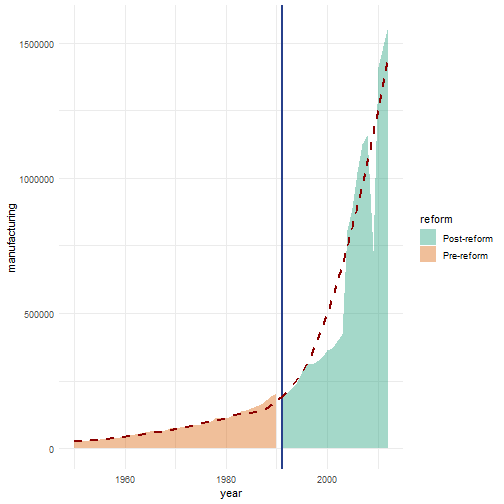 1500000
1000000
500000
0
manufacturing
1960
1980
2000
year
reform
Post-reform
Pre-reform